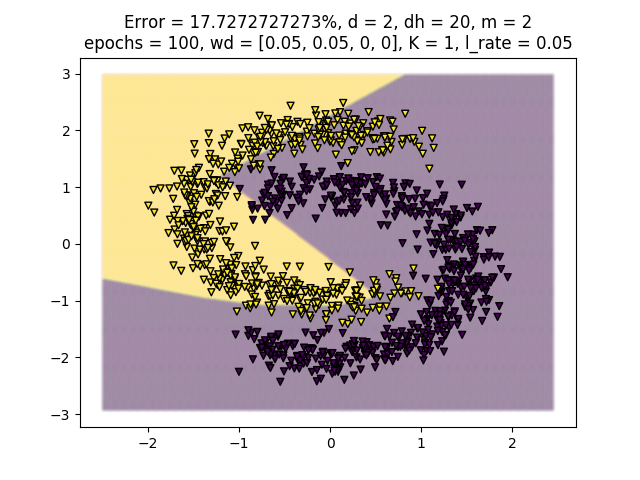 Error = 17.7272727273%, d = 2, dh = 20, m = 2
epochs = 100, wd = [0.05, 0.05, 0, 0], K = 1, l_rate = 0.05
3
2
1
0
−1
−2
−3
−2 −1 0 1 2